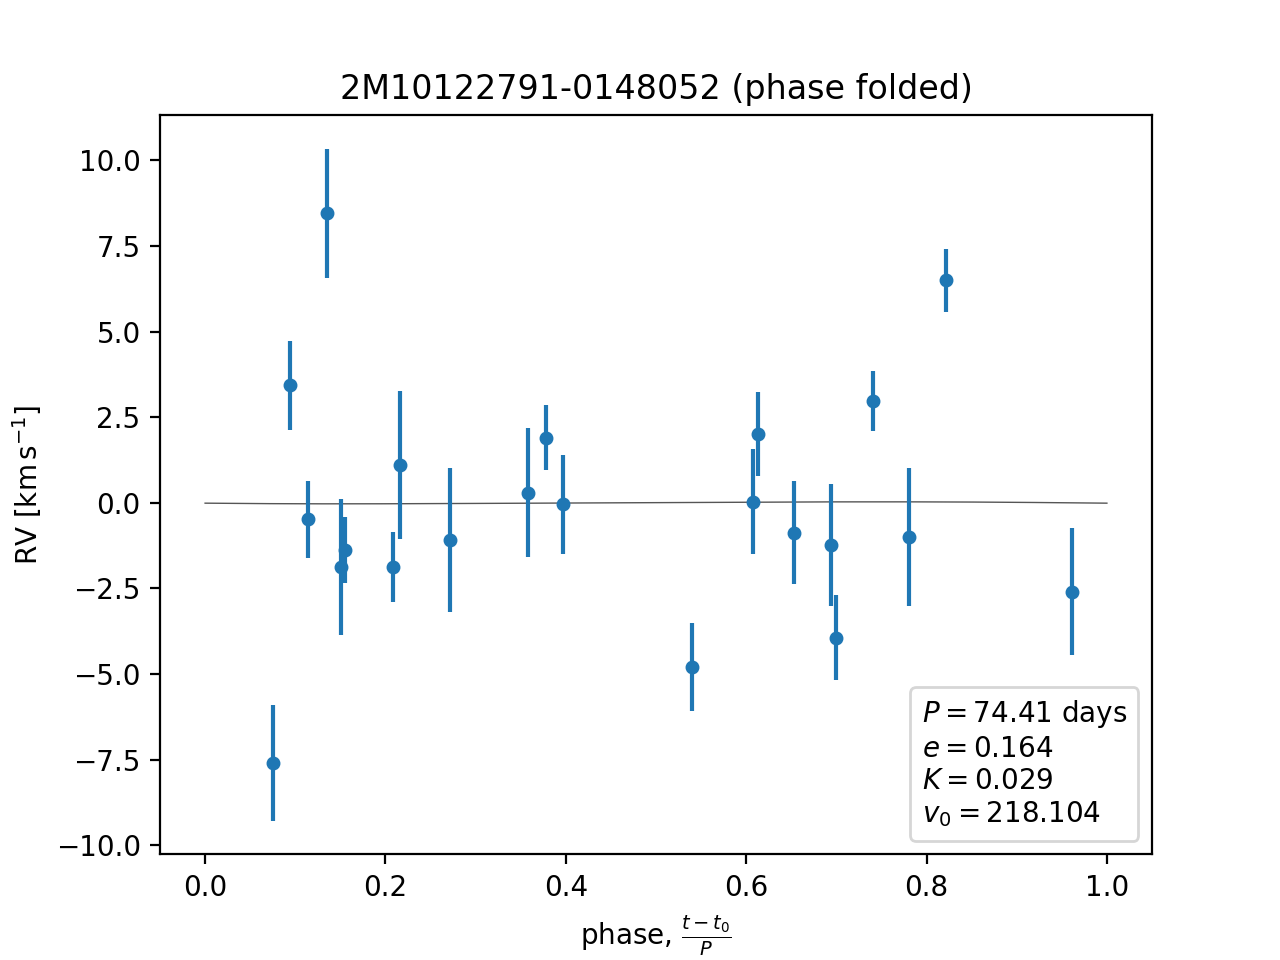 2M10122791-0148052 (phase folded)
10.0
7.5
5.0
2.5
0.0
−2.5
−5.0
−7.5
−10.0
RV [km s⁻¹]
P = 74.41 days
e = 0.164
K = 0.029
v₀ = 218.104
0.0 0.2 0.4 0.6 0.8 1.0
phase, (t − t₀)/P